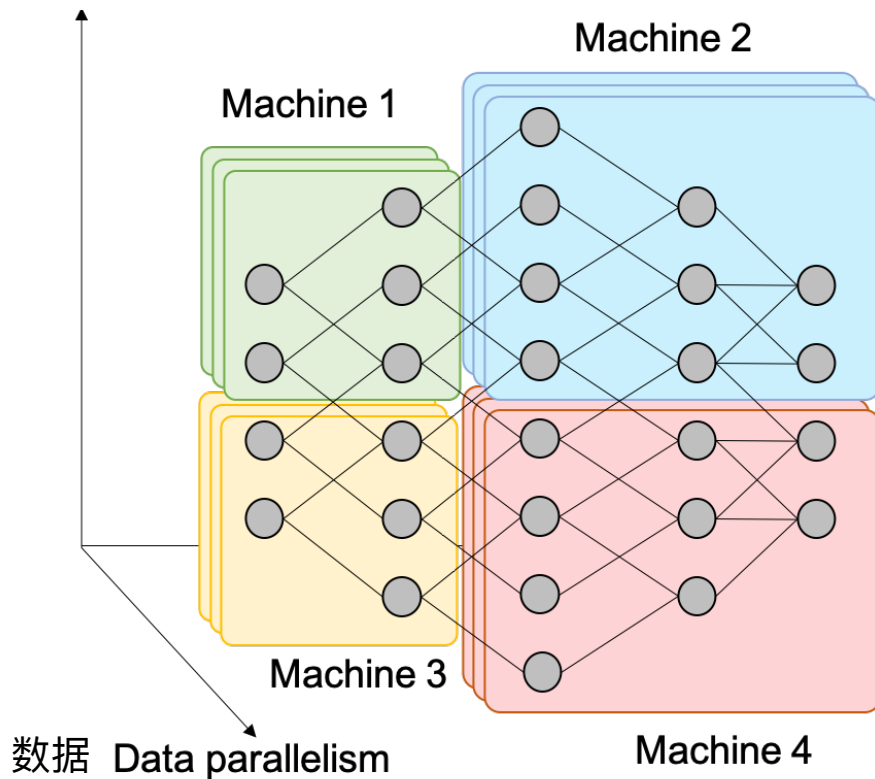 Machine 2
Machine 1
Machine 3
数据 Data parallelism
Machine 4